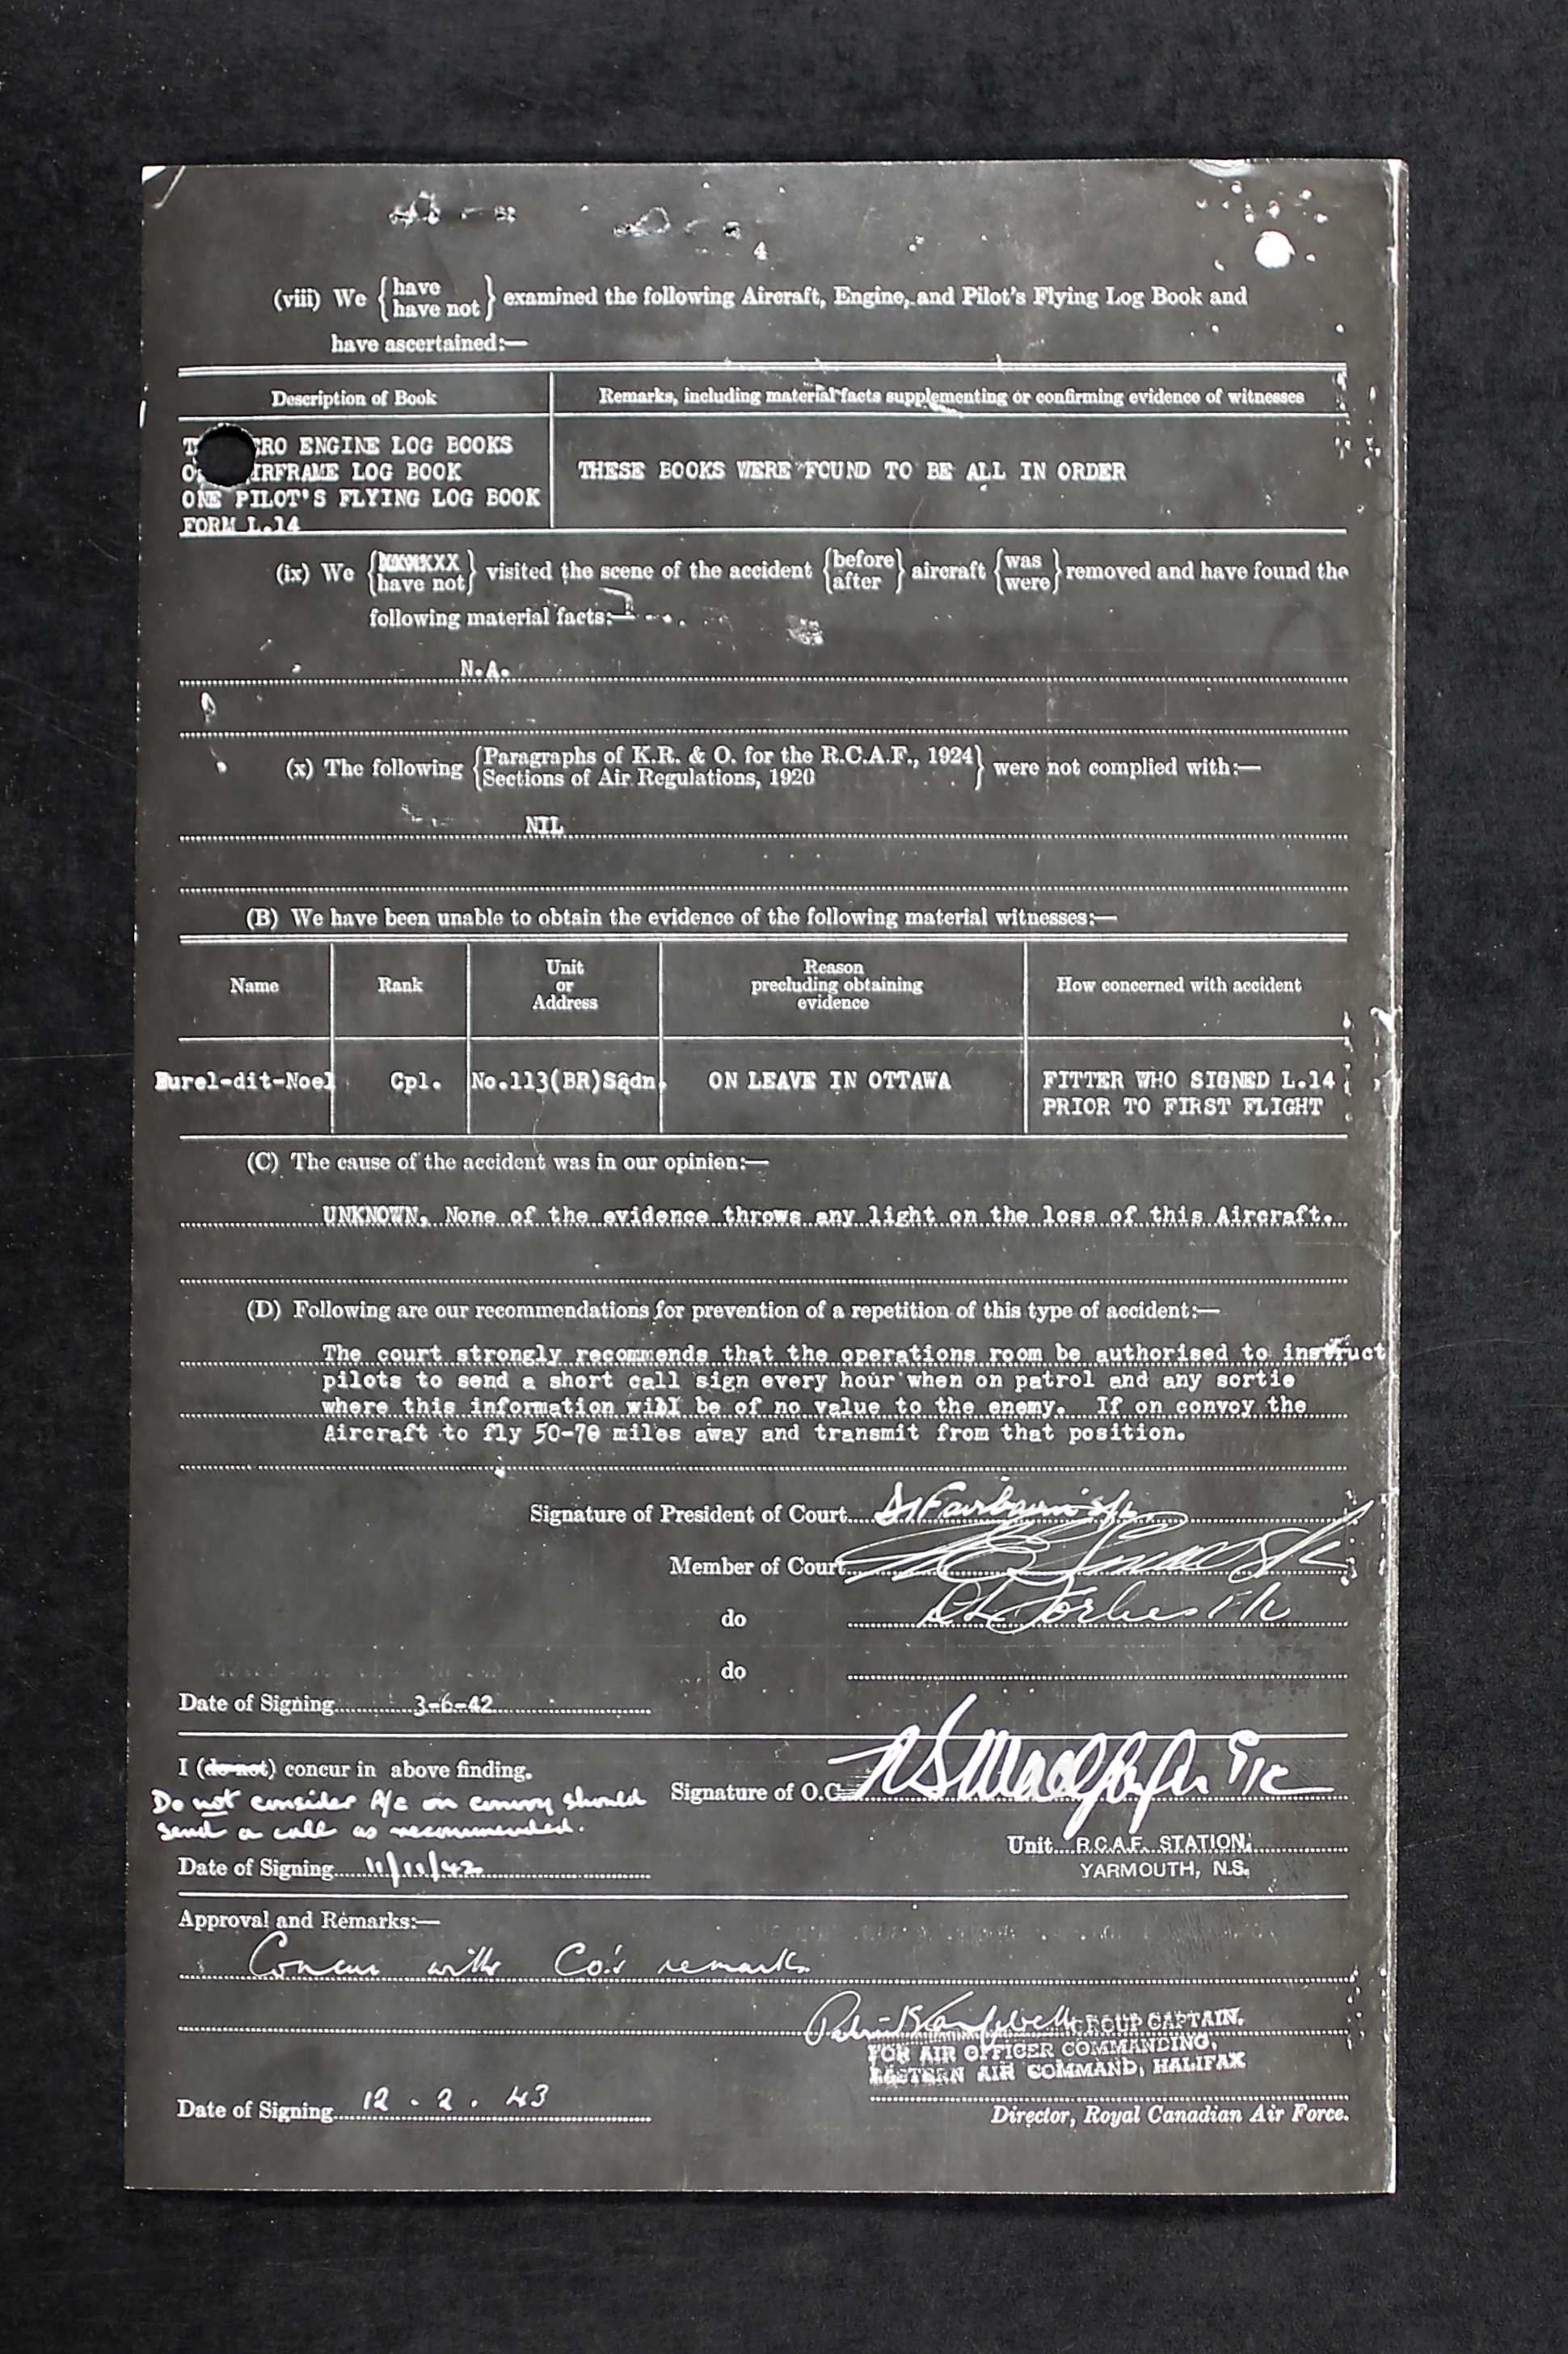 4
(viii) We {have have not} examined the following Aircraft, Engine, and Pilot's Flying Log Book and
have ascertained:—
Description of Book
Remarks, including material facts supplementing or confirming evidence of witnesses
ENGINE LOG BOOKS
LOG BOOK
ONE PILOT'S FLYING LOG BOOK
FORM L.14
THESE BOOKS WERE FOUND TO BE ALL IN ORDER
(ix) We {have not} visited the scene of the accident {before after} aircraft {was were} removed and have found the
following material facts:—
N.A.
(x) The following {Paragraphs of K.R. & O. for the R.C.A.F., 1924 Sections of Air Regulations, 1920} were not complied with:—
NIL
(B) We have been unable to obtain the evidence of the following material witnesses:—
Name
Rank
Unit
or
Address
Reason
precluding obtaining
evidence
How concerned with accident
Cpl.
No.113(BR)Sqdn.
ON LEAVE IN OTTAWA
FITTER WHO SIGNED L.14
PRIOR TO FIRST FLIGHT
(C) The cause of the accident was in our opinion:—
UNKNOWN. None of the evidence throws any light on the loss of this Aircraft.
(D) Following are our recommendations for prevention of a repetition of this type of accident:—
The court strongly recommends that the operations room be authorised to instruct
pilots to send a short call sign every hour when on patrol and any sortie
where this information will be of no value to the enemy. If on convoy the
Aircraft to fly 50-70 miles away and transmit from that position.
Signature of President of Court
Member of Court
do D L Forbes F/L
do
Date of Signing 3-6-42
I (do not) concur in above finding.
Do not consider A/c on convoy should
send a call as recommended.
Signature of O.C.
Unit R.C.A.F. STATION,
YARMOUTH, N.S.
Date of Signing 11/11/42
Approval and Remarks:—
Concur with Co's remarks
GROUP CAPTAIN,
FOR AIR OFFICER COMMANDING,
EASTERN AIR COMMAND, HALIFAX
Date of Signing 12.2.43
Director, Royal Canadian Air Force.